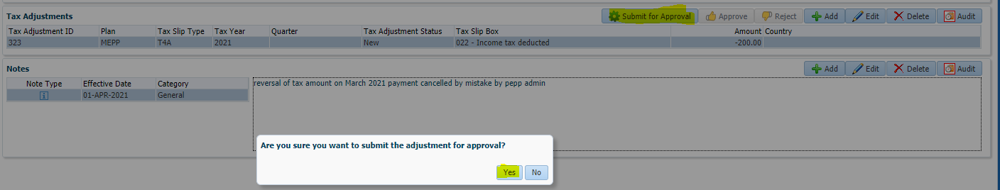 Tax Adjustments Submit for Approval Approve Reject Add Edit Delete Audit
Tax Adjustment ID Plan Tax Slip Type Tax Year Quarter Tax Adjustment Status Tax Slip Box Amount Country
323 MEPP T4A 2021 New 022 - Income tax deducted -200.00
Notes Add Edit Delete Audit
Note Type Effective Date Category
01-APR-2021 General
reversal of tax amount on March 2021 payment cancelled by mistake by pepp admin
Are you sure you want to submit the adjustment for approval?
Yes No